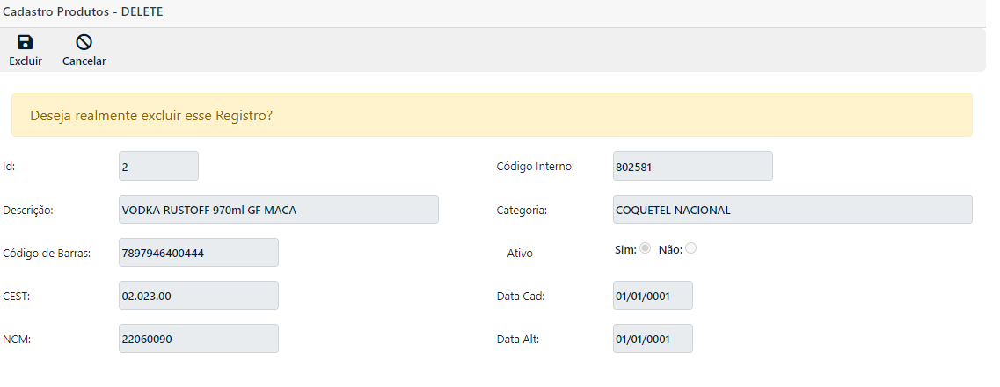 Cadastro Produtos - DELETE
Excluir Cancelar
Deseja realmente excluir esse Registro?
Id: 2 Código Interno: 802581
Descrição: VODKA RUSTOFF 970ml GF MACA Categoria: COQUETEL NACIONAL
Código de Barras: 7897946400444 Ativo Sim: Não:
CEST: 02.023.00 Data Cad: 01/01/0001
NCM: 22060090 Data Alt: 01/01/0001